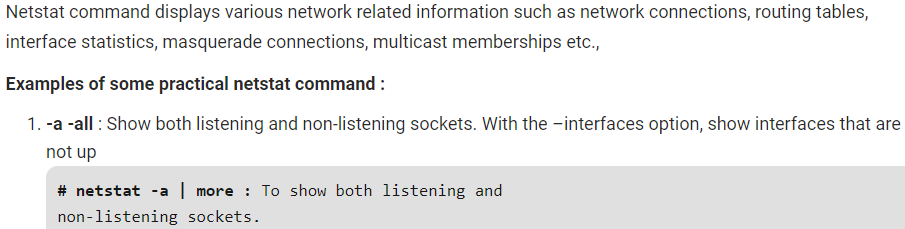 Netstat command displays various network related information such as network connections, routing tables,
interface statistics, masquerade connections, multicast memberships etc.,
Examples of some practical netstat command :
1. -a -all : Show both listening and non-listening sockets. With the –interfaces option, show interfaces that are
not up
# netstat -a | more : To show both listening and
non-listening sockets.